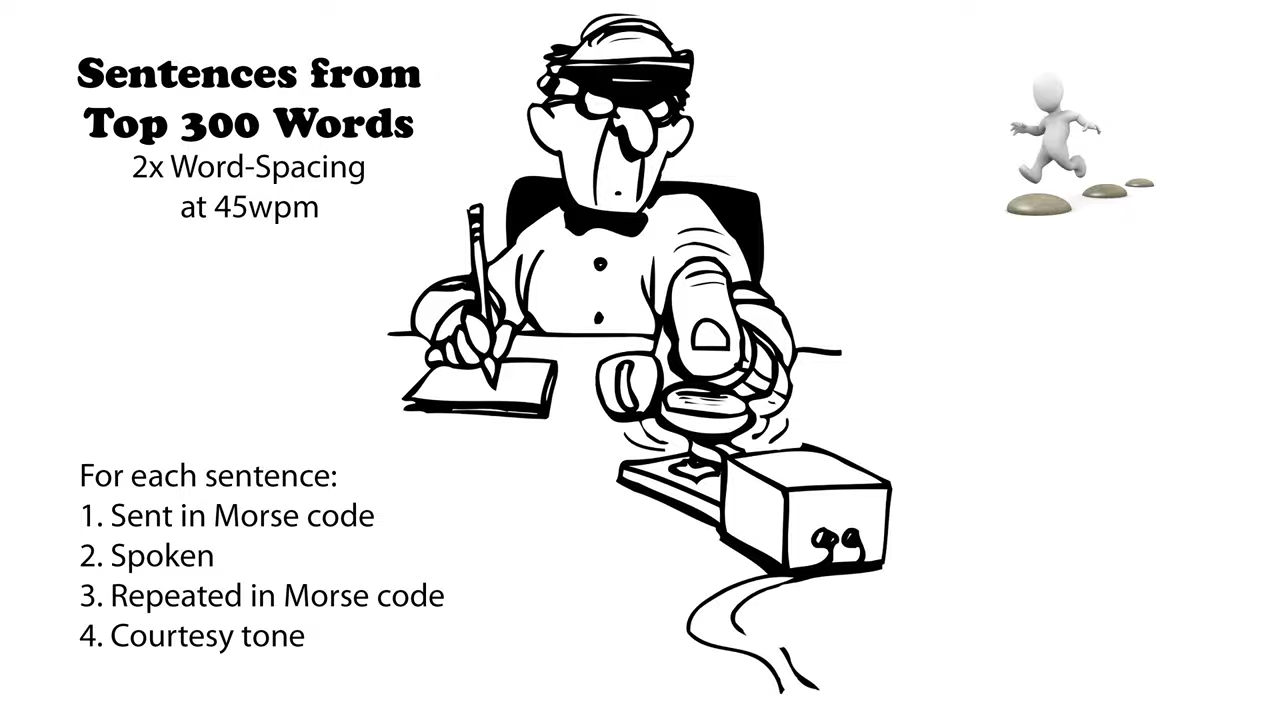 Sentences from
Top 300 Words
2x Word-Spacing
at 45wpm
For each sentence:
1. Sent in Morse code
2. Spoken
3. Repeated in Morse code
4. Courtesy tone